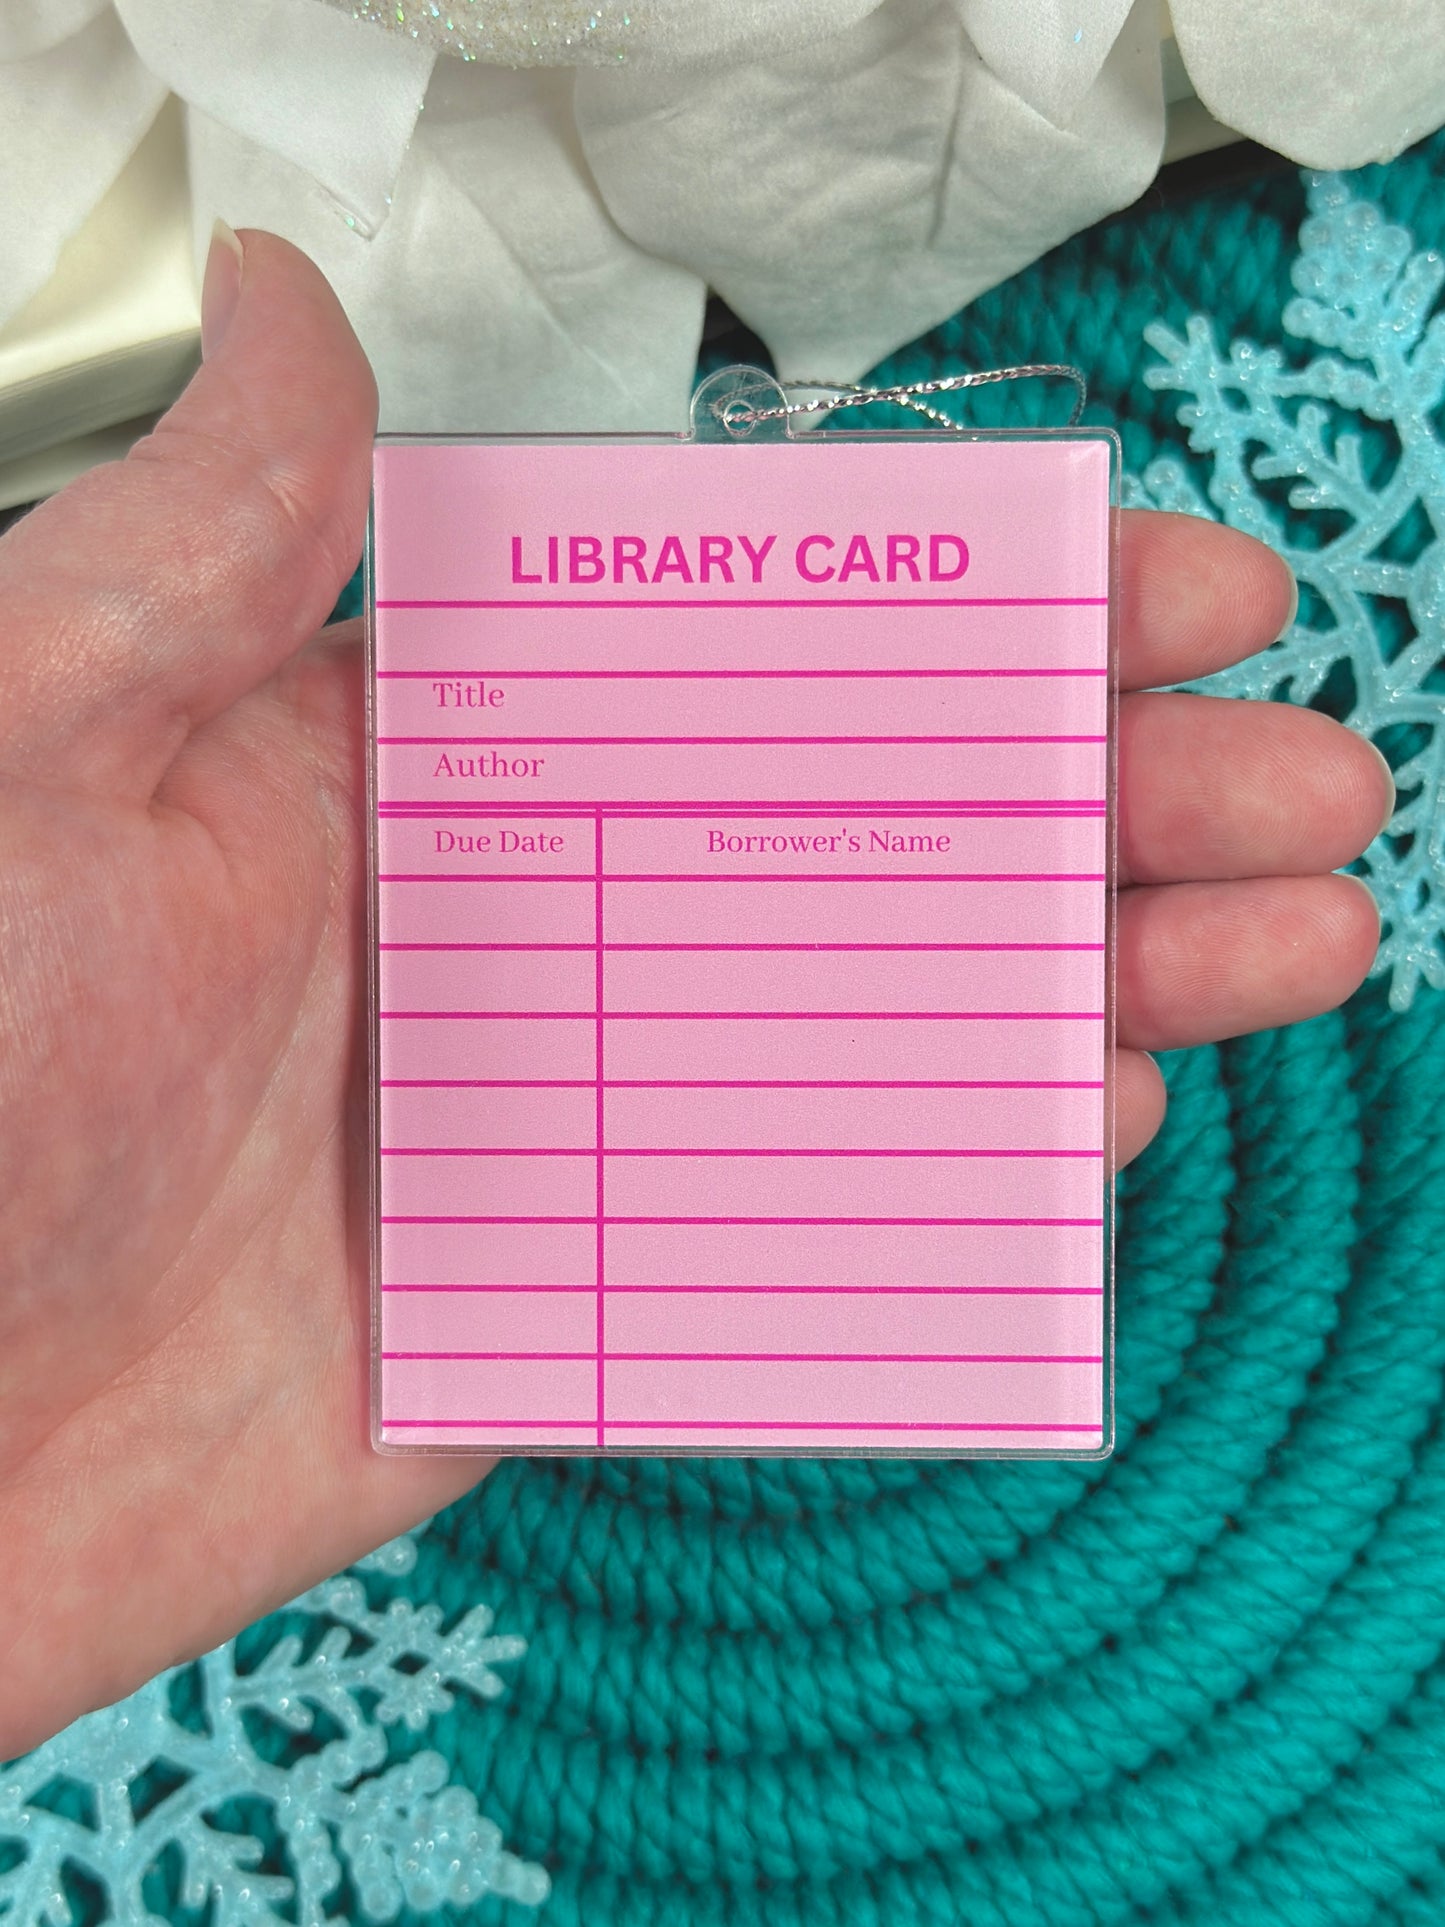 LIBRARY CARD
Title
Author
Due Date Borrower's Name